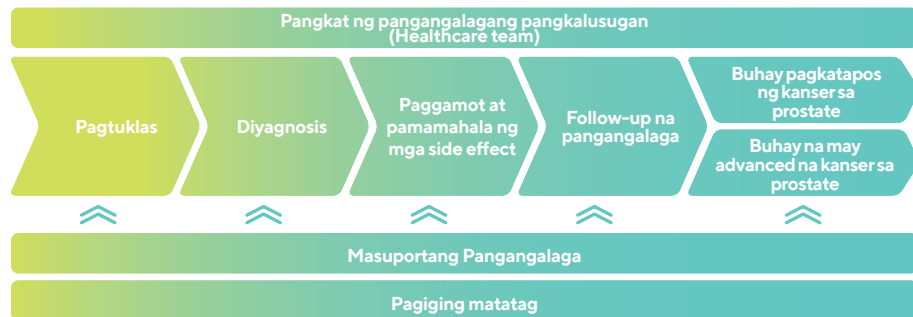 Pangkat ng pangangalagang pangkalusugan
(Healthcare team)
Pagtuklas
Diyagnosis
Paggamot at
pamamahala ng
mga side effect
Follow-up na
pangangalaga
Buhay pagkatapos
ng kanser sa
prostate
Buhay na may
advanced na kanser sa
prostate
Masuportang Pangangalaga
Pagiging matatag